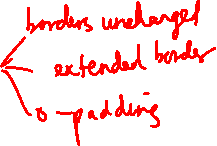 borders unchanged
extended border
0-padding